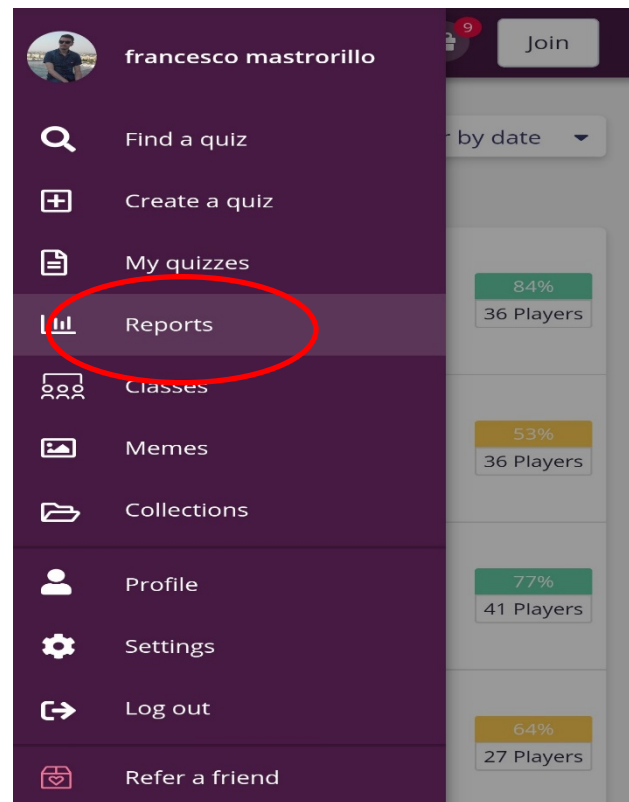 francesco mastrorillo
9
Join
Find a quiz
r by date
Create a quiz
My quizzes
84%
36 Players
Reports
Classes
53%
36 Players
Memes
Collections
77%
41 Players
Profile
Settings
Log out
64%
27 Players
Refer a friend